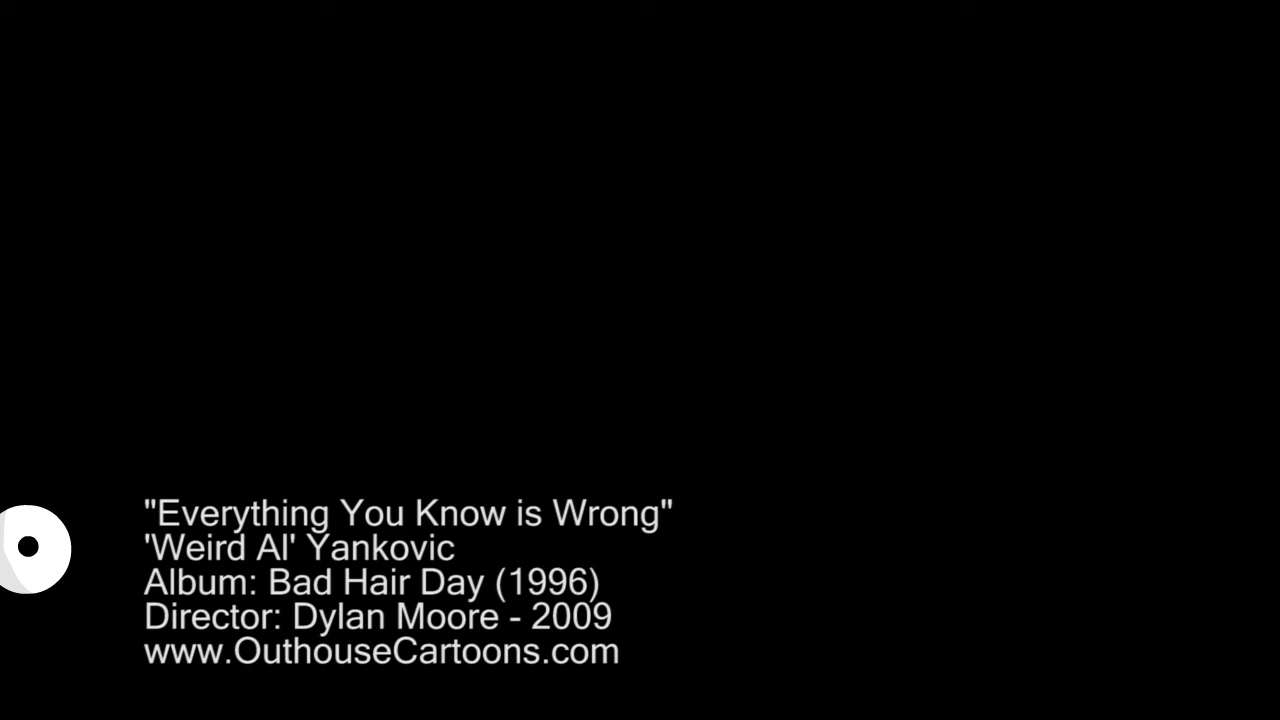 "Everything You Know is Wrong"
'Weird Al' Yankovic
Album: Bad Hair Day (1996)
Director: Dylan Moore - 2009
www.OuthouseCartoons.com